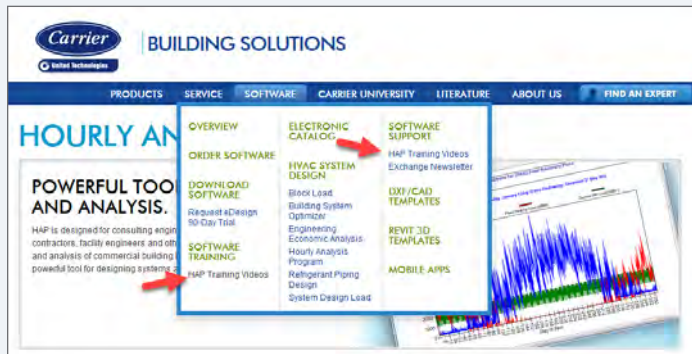 Carrier
United Technologies
BUILDING SOLUTIONS
PRODUCTS SERVICE SOFTWARE CARRIER UNIVERSITY LITERATURE ABOUT US FIND AN EXPERT
HOURLY AN
POWERFUL TOO
AND ANALYSIS.
HAP is designed for consulting engin
contractors, facility engineers and oth
and analysis of commercial building
powerful tool for designing systems a
OVERVIEW
ORDER SOFTWARE
DOWNLOAD
SOFTWARE
Request eDesign
90-Day Trial
SOFTWARE
TRAINING
HAP Training Videos
ELECTRONIC
CATALOG
HVAC SYSTEM
DESIGN
Block Load
Building System
Optimizer
Engineering
Economic Analysis
Hourly Analysis
Program
Refrigerant Piping
Design
System Design Load
SOFTWARE
SUPPORT
HAP Training Videos
Exchange Newsletter
DXF/CAD
TEMPLATES
REVIT 3D
TEMPLATES
MOBILE APPS